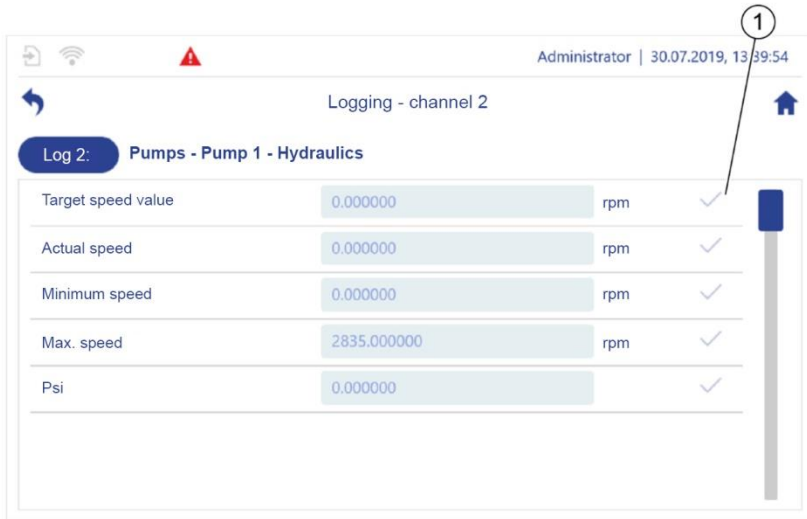 1
Administrator | 30.07.2019, 13:39:54
Logging - channel 2
Log 2: Pumps - Pump 1 - Hydraulics
Target speed value 0.000000 rpm
Actual speed 0.000000 rpm
Minimum speed 0.000000 rpm
Max. speed 2835.000000 rpm
Psi 0.000000